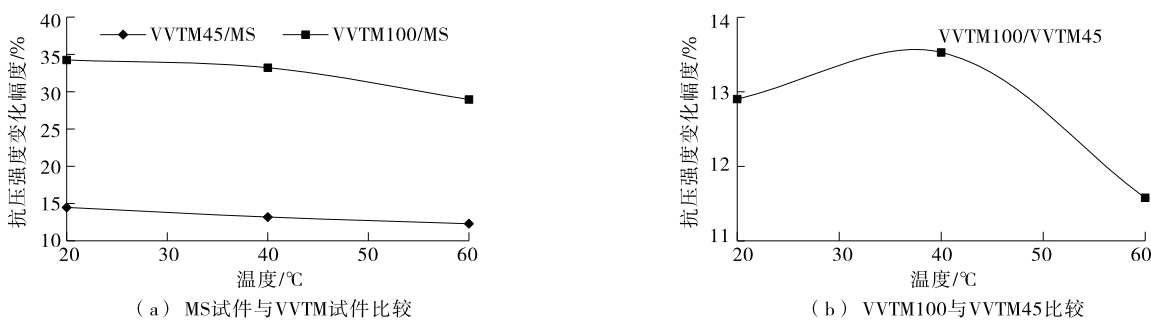 抗压强度变化幅度/%
40
35
30
25
20
15
10
VVTM45/MS VVTM100/MS
20 30 40 50 60
温度/℃
(a) MS试件与VVTM试件比较
抗压强度变化幅度/%
14
13
12
11
VVTM100/VVTM45
20 30 40 50 60
温度/℃
(b) VVTM100与VVTM45比较